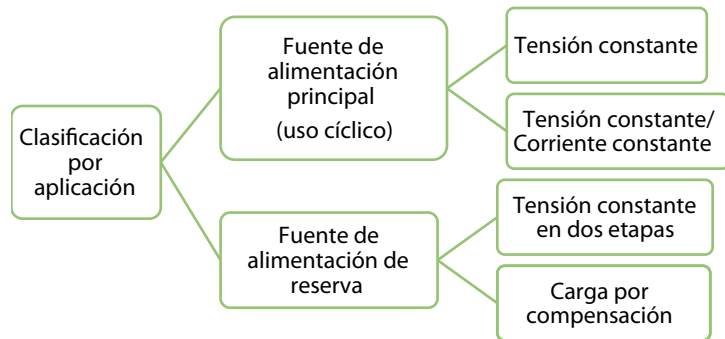 Clasificación
por
aplicación
Fuente de
alimentación
principal
(uso cíclico)
Tensión constante
Tensión constante/
Corriente constante
Fuente de
alimentación de
reserva
Tensión constante
en dos etapas
Carga por
compensación